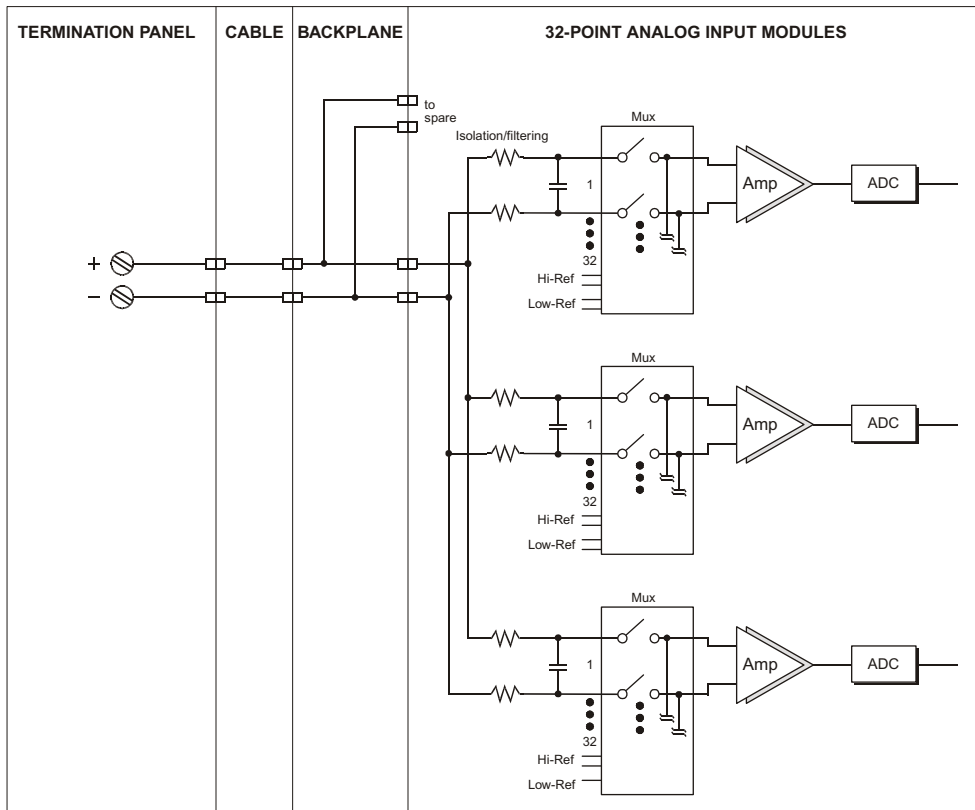 TERMINATION PANEL
CABLE
BACKPLANE
32-POINT ANALOG INPUT MODULES
to
spare
Isolation/filtering
Mux
1
32
Hi-Ref
Low-Ref
Amp
ADC
+
−
Mux
1
32
Hi-Ref
Low-Ref
Amp
ADC
Mux
1
32
Hi-Ref
Low-Ref
Amp
ADC